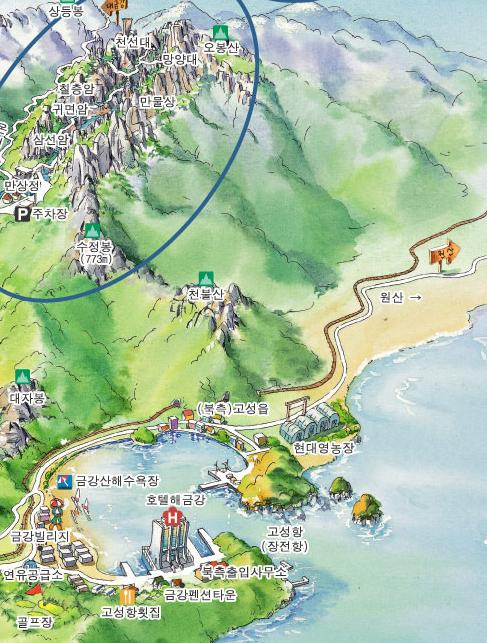 상등봉
천선대
오봉산
망양대
칠층암
만물상
귀면암
삼선암
만상정
P 주차장
수정봉
(773m)
천불산
원산 →
대자봉
(북측)고성읍
현대영농장
금강산해수욕장
호텔해금강
H
고성항
(장전항)
금강빌리지
연유공급소
북측출입사무소
금강펜션타운
고성항횟집
골프장